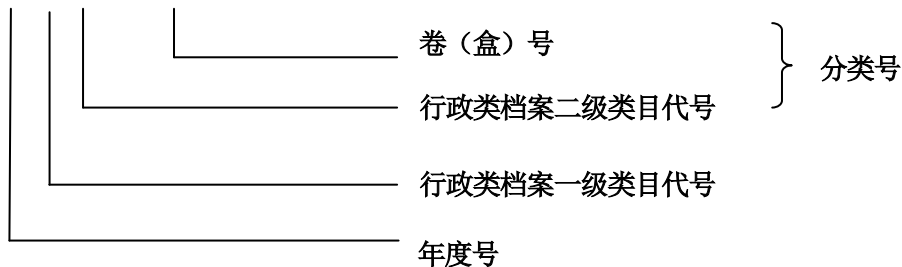 卷（盒）号
分类号
行政类档案二级类目代号
行政类档案一级类目代号
年度号